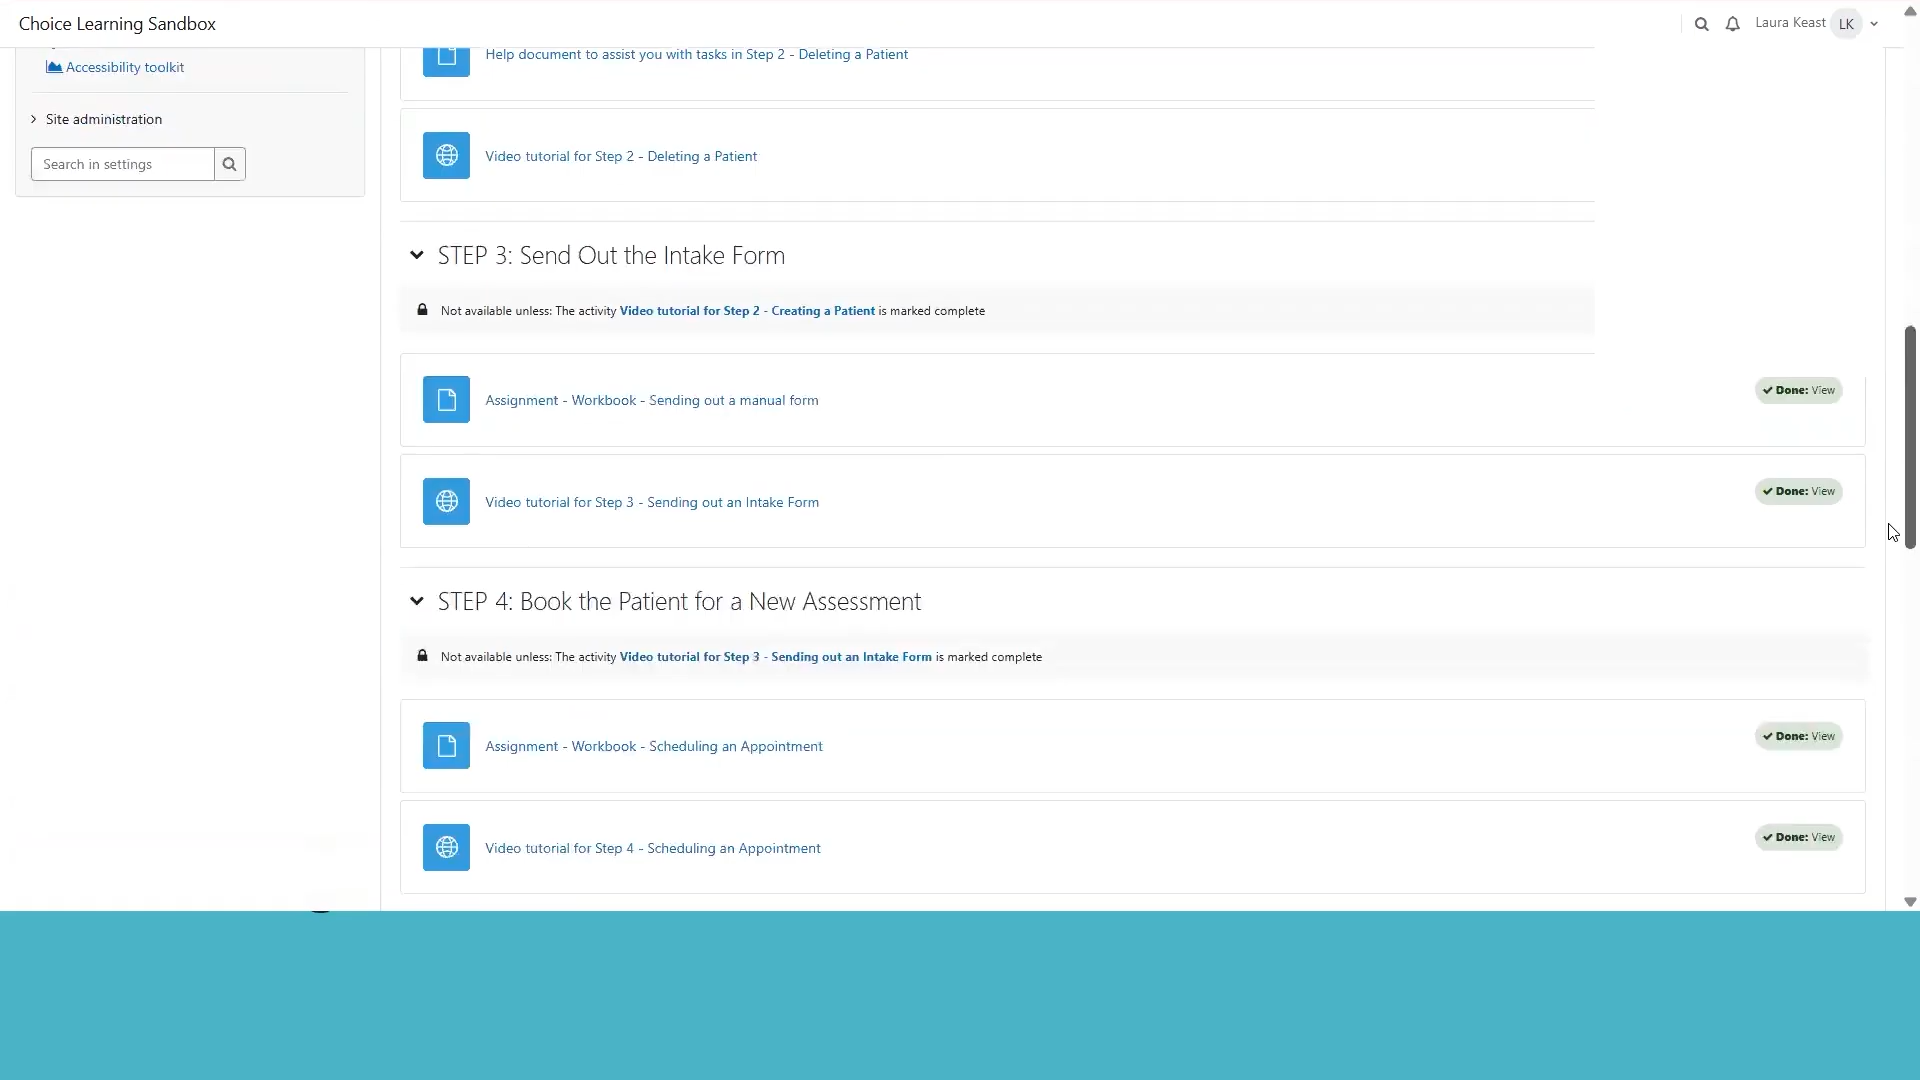 Choice Learning Sandbox
Laura Keast LK
Accessibility toolkit
Site administration
Search in settings
Help document to assist you with tasks in Step 2 - Deleting a Patient
Video tutorial for Step 2 - Deleting a Patient
STEP 3: Send Out the Intake Form
Not available unless: The activity Video tutorial for Step 2 - Creating a Patient is marked complete
Assignment - Workbook - Sending out a manual form
Done: View
Video tutorial for Step 3 - Sending out an Intake Form
Done: View
STEP 4: Book the Patient for a New Assessment
Not available unless: The activity Video tutorial for Step 3 - Sending out an Intake Form is marked complete
Assignment - Workbook - Scheduling an Appointment
Done: View
Video tutorial for Step 4 - Scheduling an Appointment
Done: View